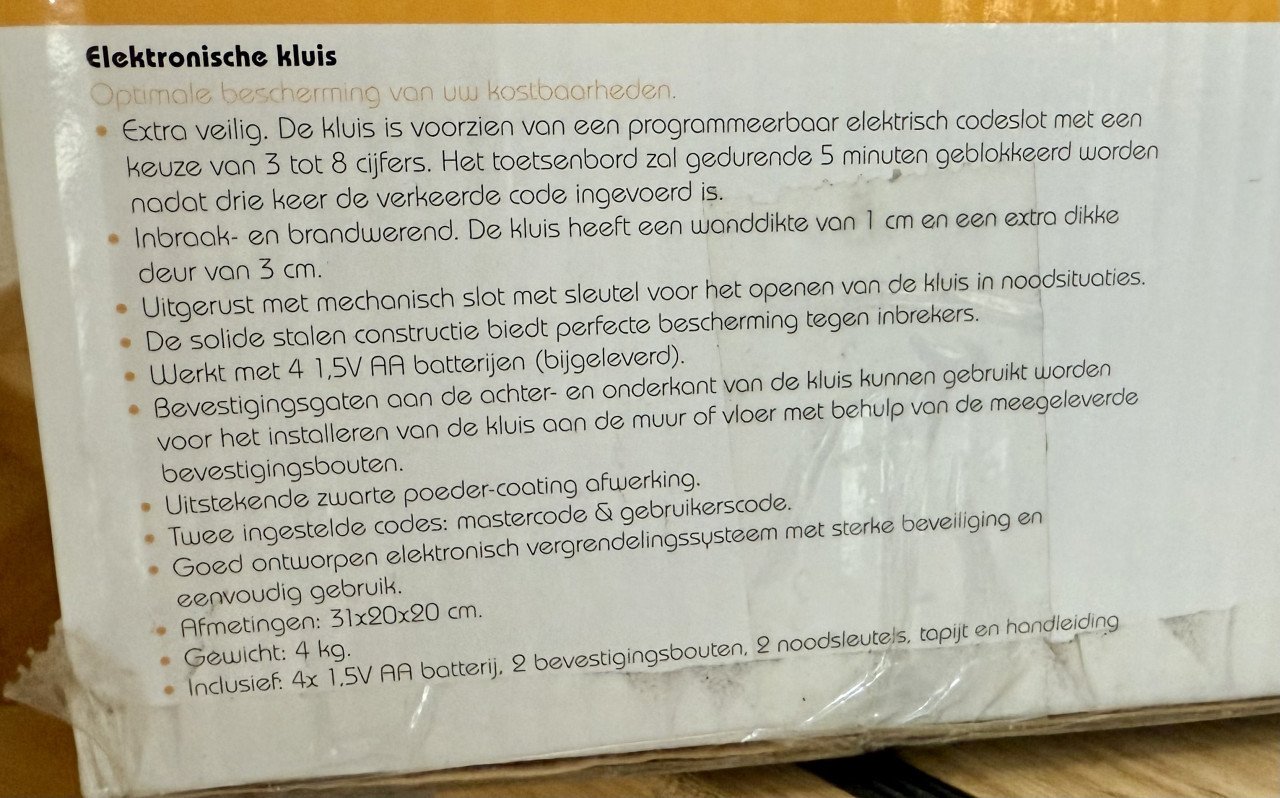 Elektronische kluis
Optimale bescherming van uw kostbaarheden.
• Extra veilig. De kluis is voorzien van een programmeerbaar elektrisch codeslot met een
keuze van 3 tot 8 cijfers. Het toetsenbord zal gedurende 5 minuten geblokkeerd worden
nadat drie keer de verkeerde code ingevoerd is.
• Inbraak- en brandwerend. De kluis heeft een wanddikte van 1 cm en een extra dikke
deur van 3 cm.
• Uitgerust met mechanisch slot met sleutel voor het openen van de kluis in noodsituaties.
• De solide stalen constructie biedt perfecte bescherming tegen inbrekers.
• Werkt met 4 1,5V AA batterijen (bijgeleverd).
• Bevestigingsgaten aan de achter- en onderkant van de kluis kunnen gebruikt worden
voor het installeren van de kluis aan de muur of vloer met behulp van de meegeleverde
bevestigingsbouten.
• Uitstekende zwarte poeder-coating afwerking.
• Twee ingestelde codes: mastercode & gebruikerscode.
• Goed ontworpen elektronisch vergrendelingssysteem met sterke beveiliging en
eenvoudig gebruik.
• Afmetingen: 31x20x20 cm.
• Gewicht: 4 kg.
• Inclusief: 4x 1,5V AA batterij, 2 bevestigingsbouten, 2 noodsleutels, tapijt en handleiding